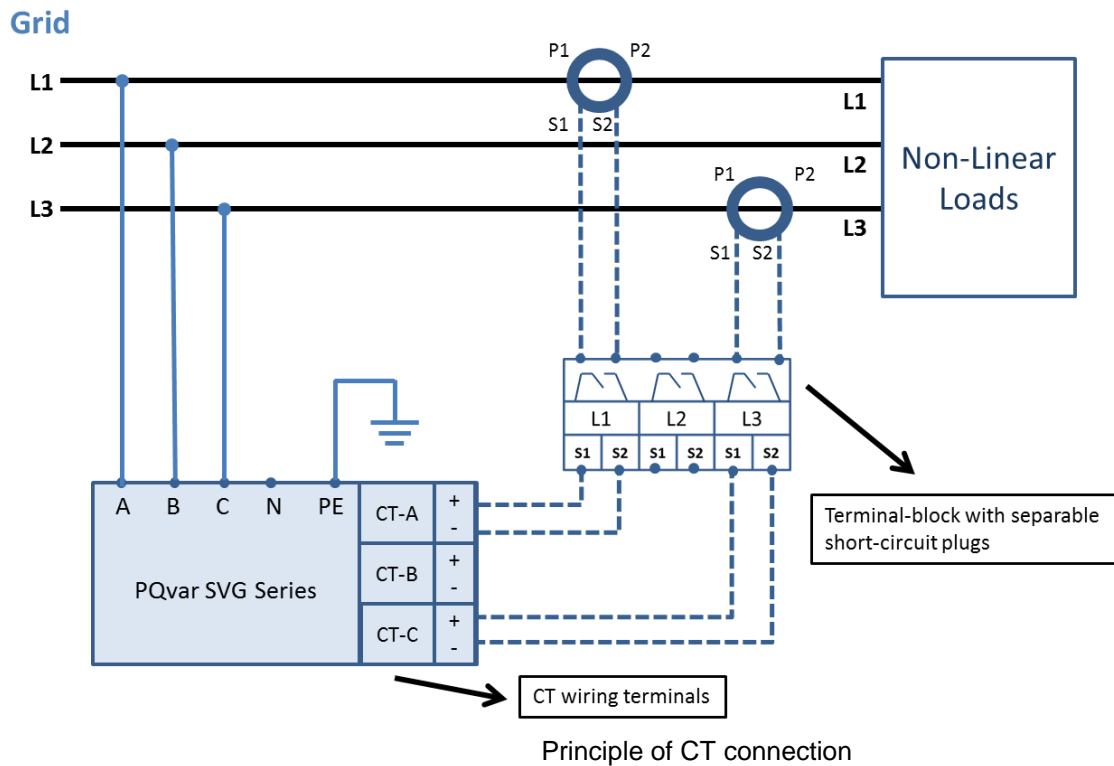 Grid
P1 P2
L1 L1
S1 S2
L2 L2
P1 P2
L3 L3
S1 S2
Non-Linear
Loads
L1 L2 L3
S1 S2 S1 S2 S1 S2
A B C N PE
CT-A + -
CT-B + -
CT-C + -
PQvar SVG Series
Terminal-block with separable
short-circuit plugs
CT wiring terminals
Principle of CT connection